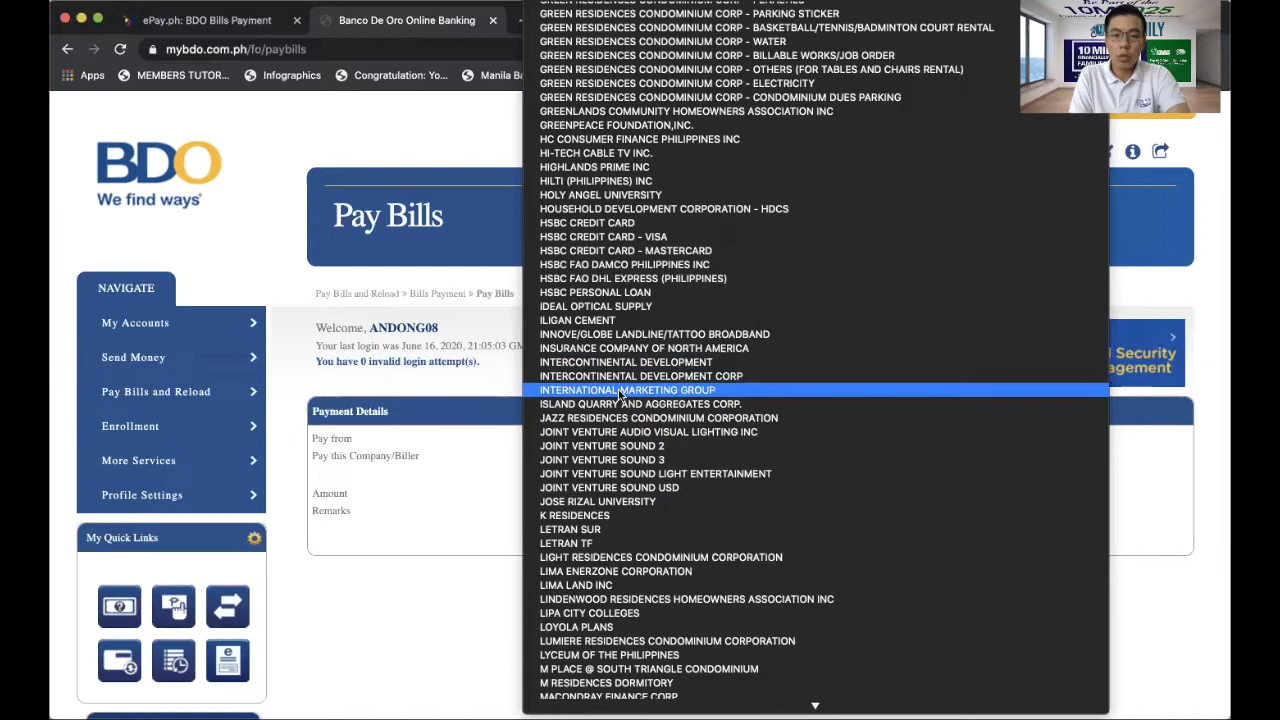 ePay.ph: BDO Bills Payment
Banco De Oro Online Banking
mybdo.com.ph/fo/paybills
Apps
MEMBERS TUTOR...
Infographics
Congratulation: Yo...
Manila Ba
BDO
We find ways
Pay Bills
NAVIGATE
My Accounts
Send Money
Pay Bills and Reload
Enrollment
More Services
Profile Settings
My Quick Links
Pay Bills and Reload » Bills Payment » Pay Bills
Welcome, ANDONG08
Your last login was June 16, 2020, 21:05:03 GM
You have 0 invalid login attempt(s).
Payment Details
Pay from
Pay this Company/Biller
Amount
Remarks
GREEN RESIDENCES CONDOMINIUM CORP - PENALTIES
GREEN RESIDENCES CONDOMINIUM CORP - PARKING STICKER
GREEN RESIDENCES CONDOMINIUM CORP - BASKETBALL/TENNIS/BADMINTON COURT RENTAL
GREEN RESIDENCES CONDOMINIUM CORP - WATER
GREEN RESIDENCES CONDOMINIUM CORP - BILLABLE WORKS/JOB ORDER
GREEN RESIDENCES CONDOMINIUM CORP - OTHERS (FOR TABLES AND CHAIRS RENTAL)
GREEN RESIDENCES CONDOMINIUM CORP - ELECTRICITY
GREEN RESIDENCES CONDOMINIUM CORP - CONDOMINIUM DUES PARKING
GREENLANDS COMMUNITY HOMEOWNERS ASSOCIATION INC
GREENPEACE FOUNDATION,INC.
HC CONSUMER FINANCE PHILIPPINES INC
HI-TECH CABLE TV INC.
HIGHLANDS PRIME INC
HILTI (PHILIPPINES) INC
HOLY ANGEL UNIVERSITY
HOUSEHOLD DEVELOPMENT CORPORATION - HDCS
HSBC CREDIT CARD
HSBC CREDIT CARD - VISA
HSBC CREDIT CARD - MASTERCARD
HSBC FAO DAMCO PHILIPPINES INC
HSBC FAO DHL EXPRESS (PHILIPPINES)
HSBC PERSONAL LOAN
IDEAL OPTICAL SUPPLY
ILIGAN CEMENT
INNOVE/GLOBE LANDLINE/TATTOO BROADBAND
INSURANCE COMPANY OF NORTH AMERICA
INTERCONTINENTAL DEVELOPMENT
INTERCONTINENTAL DEVELOPMENT CORP
INTERNATIONAL MARKETING GROUP
ISLAND QUARRY AND AGGREGATES CORP.
JAZZ RESIDENCES CONDOMINIUM CORPORATION
JOINT VENTURE AUDIO VISUAL LIGHTING INC
JOINT VENTURE SOUND 2
JOINT VENTURE SOUND 3
JOINT VENTURE SOUND LIGHT ENTERTAINMENT
JOINT VENTURE SOUND USD
JOSE RIZAL UNIVERSITY
K RESIDENCES
LETRAN SUR
LETRAN TF
LIGHT RESIDENCES CONDOMINIUM CORPORATION
LIMA ENERZONE CORPORATION
LIMA LAND INC
LINDENWOOD RESIDENCES HOMEOWNERS ASSOCIATION INC
LIPA CITY COLLEGES
LOYOLA PLANS
LUMIERE RESIDENCES CONDOMINIUM CORPORATION
LYCEUM OF THE PHILIPPINES
M PLACE @ SOUTH TRIANGLE CONDOMINIUM
M RESIDENCES DORMITORY
MACONDRAY FINANCE CORP
Security
agement
10 MI